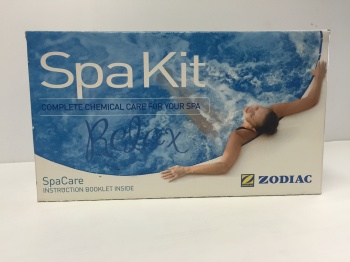 Spa Kit
COMPLETE CHEMICAL CARE FOR YOUR SPA
Relax
SpaCare
INSTRUCTION BOOKLET INSIDE
ZODIAC